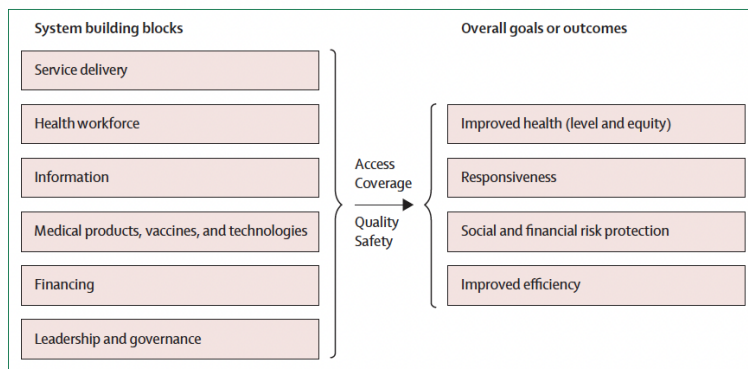 System building blocks
Service delivery
Health workforce
Information
Medical products, vaccines, and technologies
Financing
Leadership and governance
Access
Coverage
Quality
Safety
Overall goals or outcomes
Improved health (level and equity)
Responsiveness
Social and financial risk protection
Improved efficiency